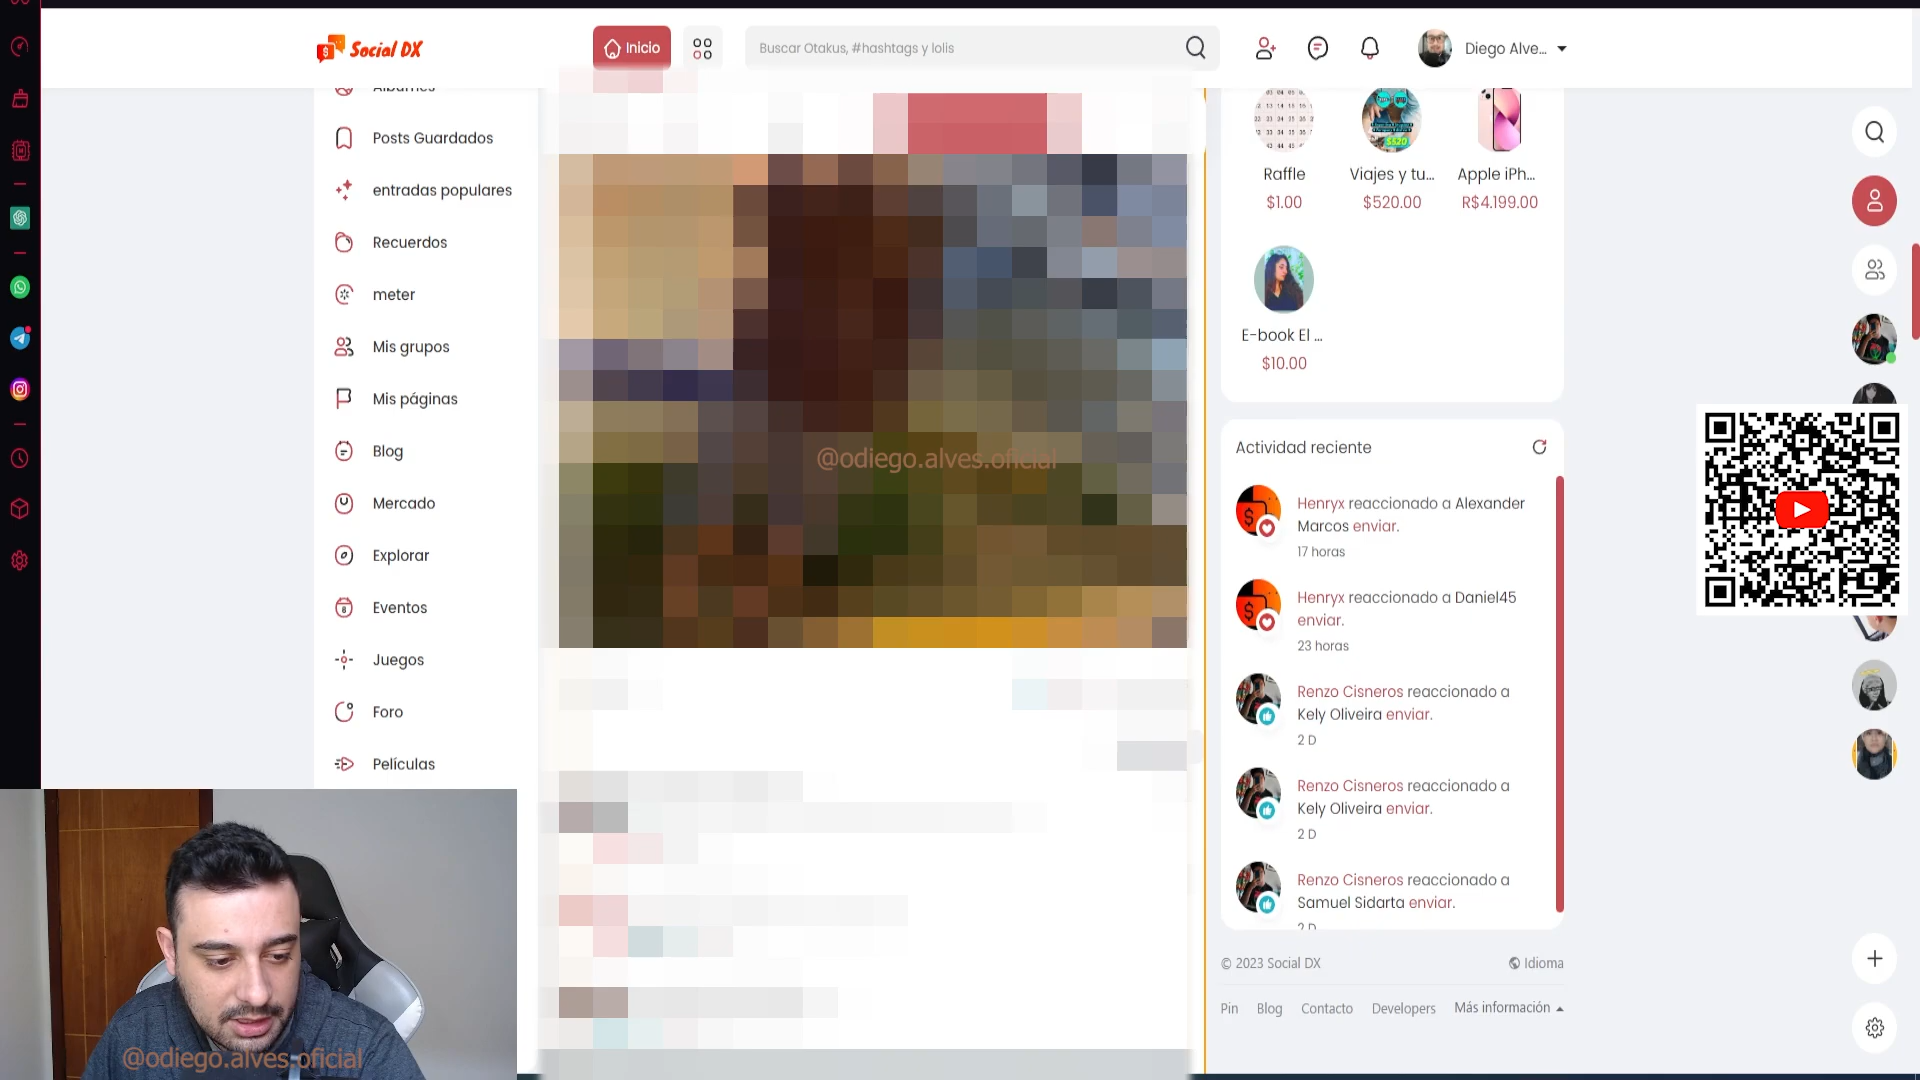 Social DX
Inicio
Buscar Otakus, #hashtags y lolis
Diego Alve...
Álbumes
Posts Guardados
entradas populares
Recuerdos
meter
Mis grupos
Mis páginas
Blog
Mercado
Explorar
Eventos
Juegos
Foro
Películas
@odiego.alves.oficial
@odiego.alves.oficial
Raffle
$1.00
Viajes y tu...
$520.00
Apple iPh...
R$4.199.00
E-book El ...
$10.00
Actividad reciente
Henryx reaccionado a Alexander
Marcos enviar.
17 horas
Henryx reaccionado a Daniel45
enviar.
23 horas
Renzo Cisneros reaccionado a
Kely Oliveira enviar.
2 D
Renzo Cisneros reaccionado a
Kely Oliveira enviar.
2 D
Renzo Cisneros reaccionado a
Samuel Sidarta enviar.
2 D
© 2023 Social DX
Idioma
Pin Blog Contacto Developers Más información